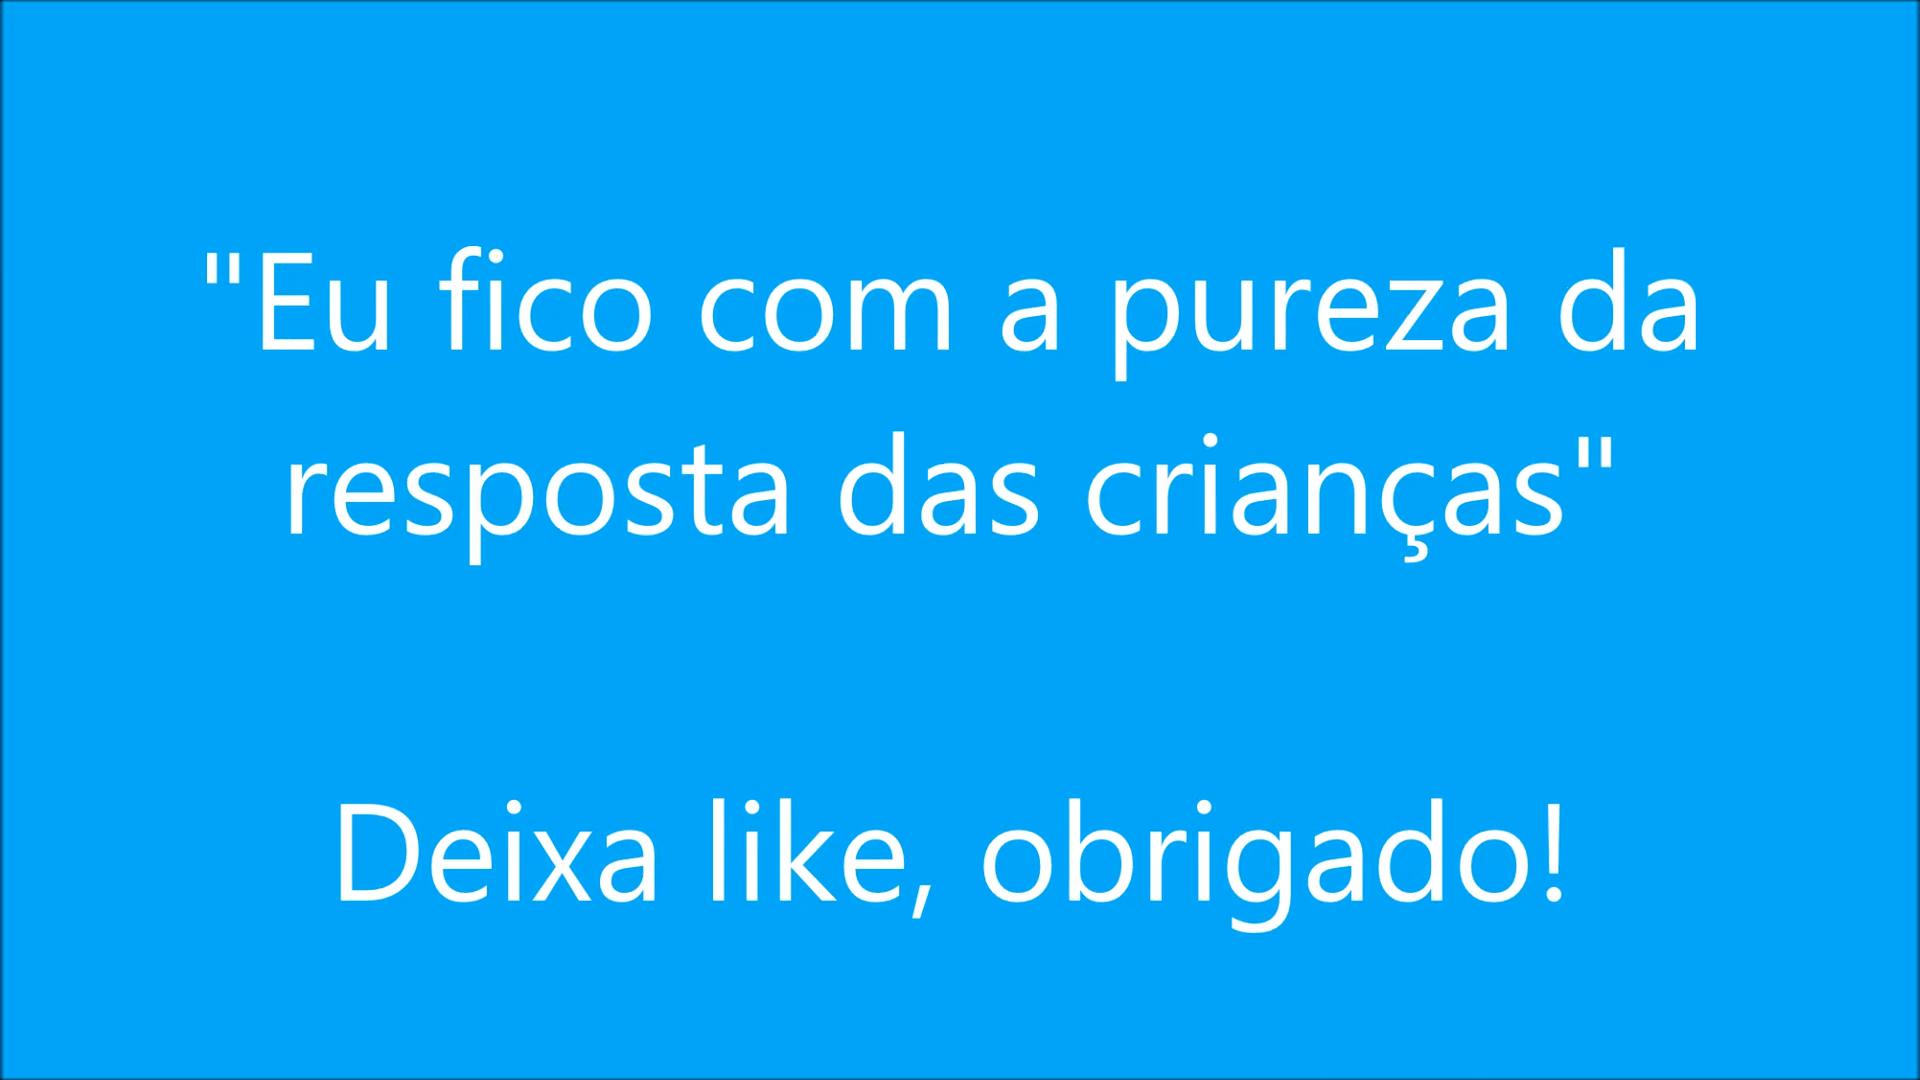 "Eu fico com a pureza da
resposta das crianças"
Deixa like, obrigado!